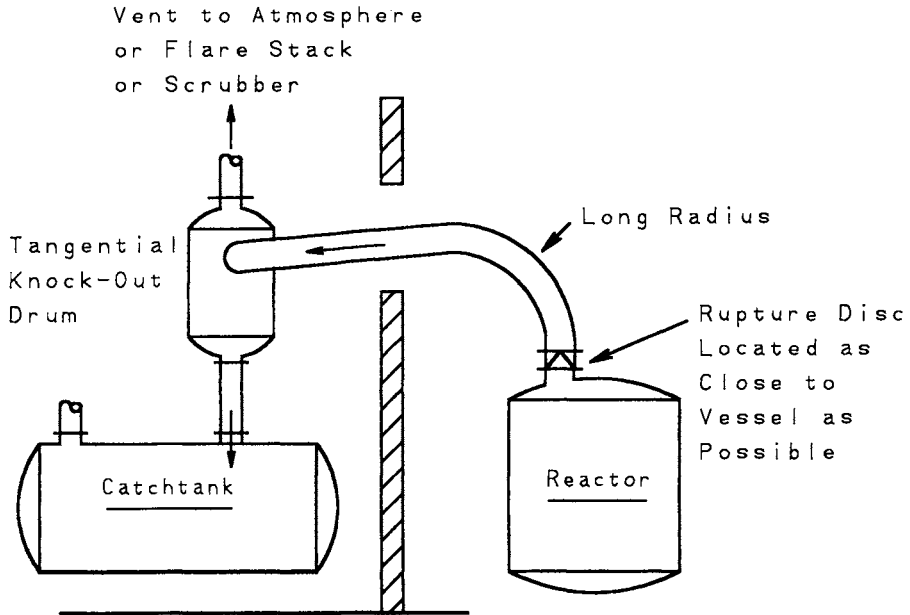 Vent to Atmosphere
or Flare Stack
or Scrubber
Long Radius
Tangential
Knock-Out
Drum
Rupture Disc
Located as
Close to
Vessel as
Possible
Catchtank
Reactor